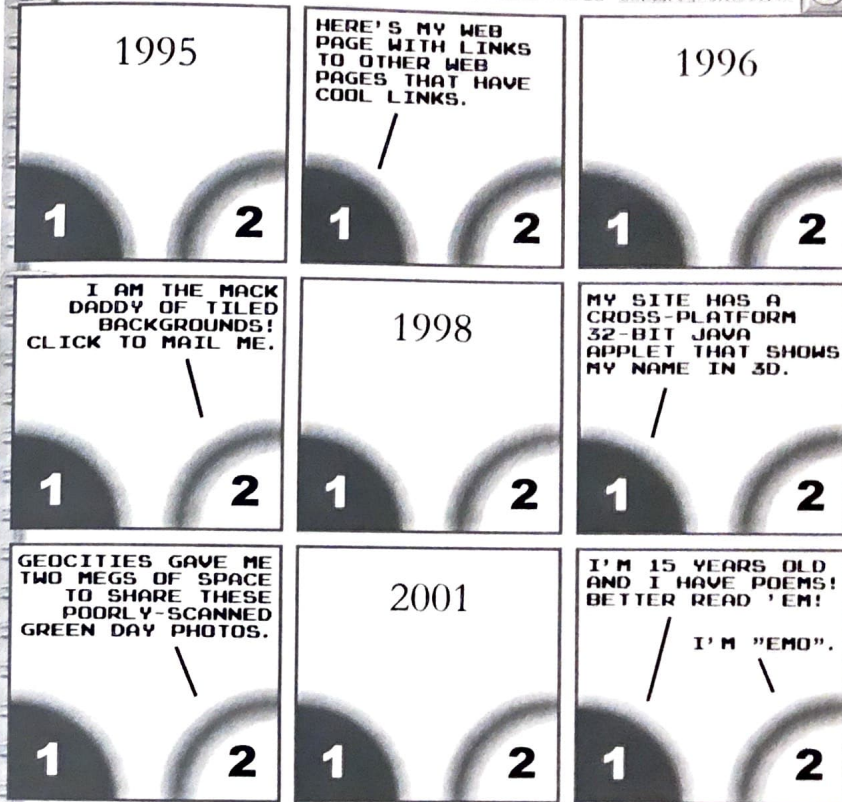 1995
1 2
HERE'S MY WEB
PAGE WITH LINKS
TO OTHER WEB
PAGES THAT HAVE
COOL LINKS.
1 2
1996
1 2
I AM THE MACK
DADDY OF TILED
BACKGROUNDS!
CLICK TO MAIL ME.
1 2
1998
1 2
MY SITE HAS A
CROSS-PLATFORM
32-BIT JAVA
APPLET THAT SHOWS
MY NAME IN 3D.
1 2
GEOCITIES GAVE ME
TWO MEGS OF SPACE
TO SHARE THESE
POORLY-SCANNED
GREEN DAY PHOTOS.
1 2
2001
1 2
I'M 15 YEARS OLD
AND I HAVE POEMS!
BETTER READ 'EM!
I'M "EMO".
1 2